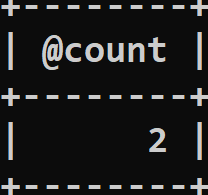 +--------+
| @count |
+--------+
|      2 |
+--------+